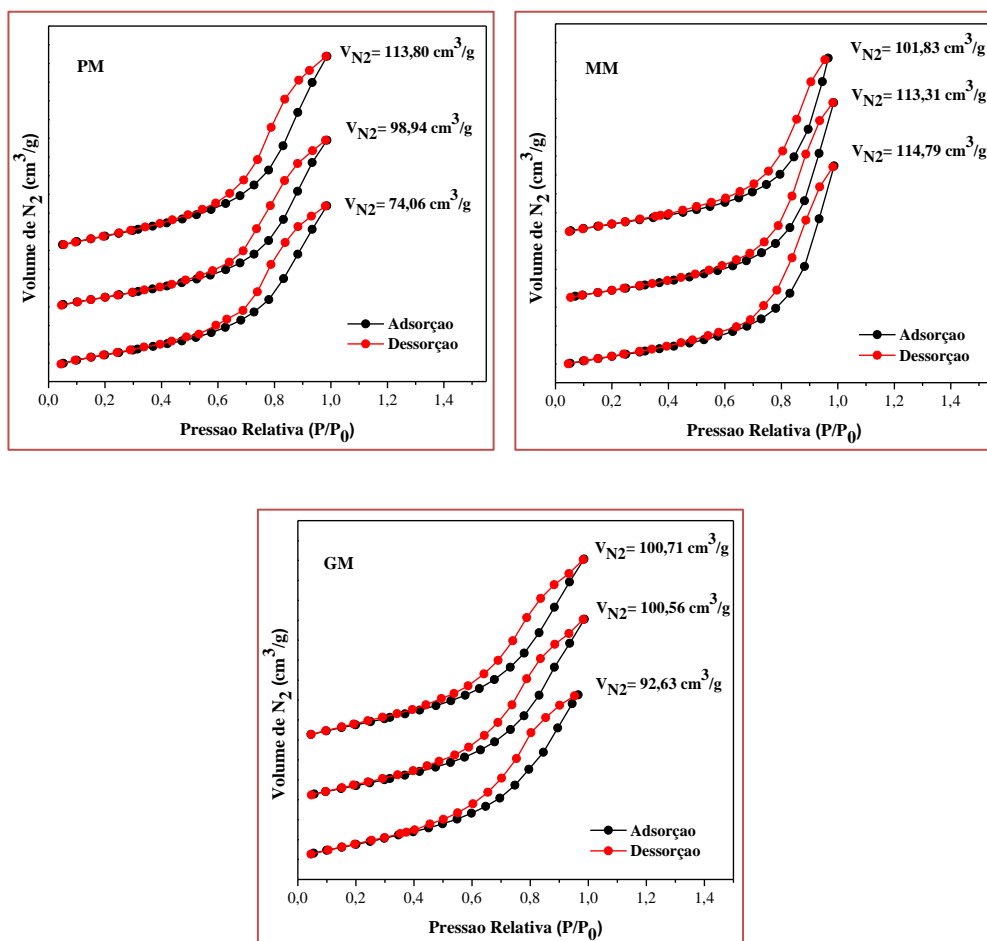 PM
V_N2= 113,80 cm³/g
V_N2= 98,94 cm³/g
V_N2= 74,06 cm³/g
Volume de N₂ (cm³/g)
Adsorçao
Dessorçao
0,0 0,2 0,4 0,6 0,8 1,0 1,2 1,4
Pressao Relativa (P/P₀)
MM
V_N2= 101,83 cm³/g
V_N2= 113,31 cm³/g
V_N2= 114,79 cm³/g
Volume de N₂ (cm³/g)
Adsorçao
Dessorçao
0,0 0,2 0,4 0,6 0,8 1,0 1,2 1,4
Pressao Relativa (P/P₀)
GM
V_N2= 100,71 cm³/g
V_N2= 100,56 cm³/g
V_N2= 92,63 cm³/g
Volume de N₂ (cm³/g)
Adsorçao
Dessorçao
0,0 0,2 0,4 0,6 0,8 1,0 1,2 1,4
Pressao Relativa (P/P₀)